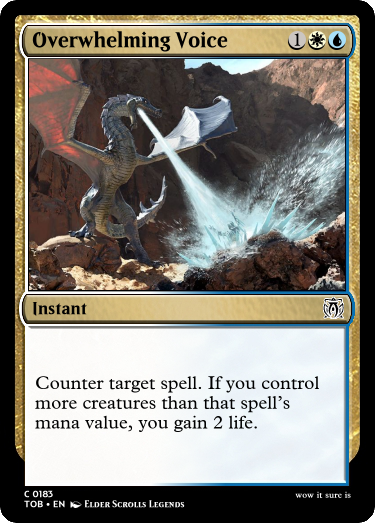 Overwhelming Voice 1
Instant
Counter target spell. If you control
more creatures than that spell's
mana value, you gain 2 life.
C 0183
TOB • EN Elder Scrolls Legends
wow it sure is